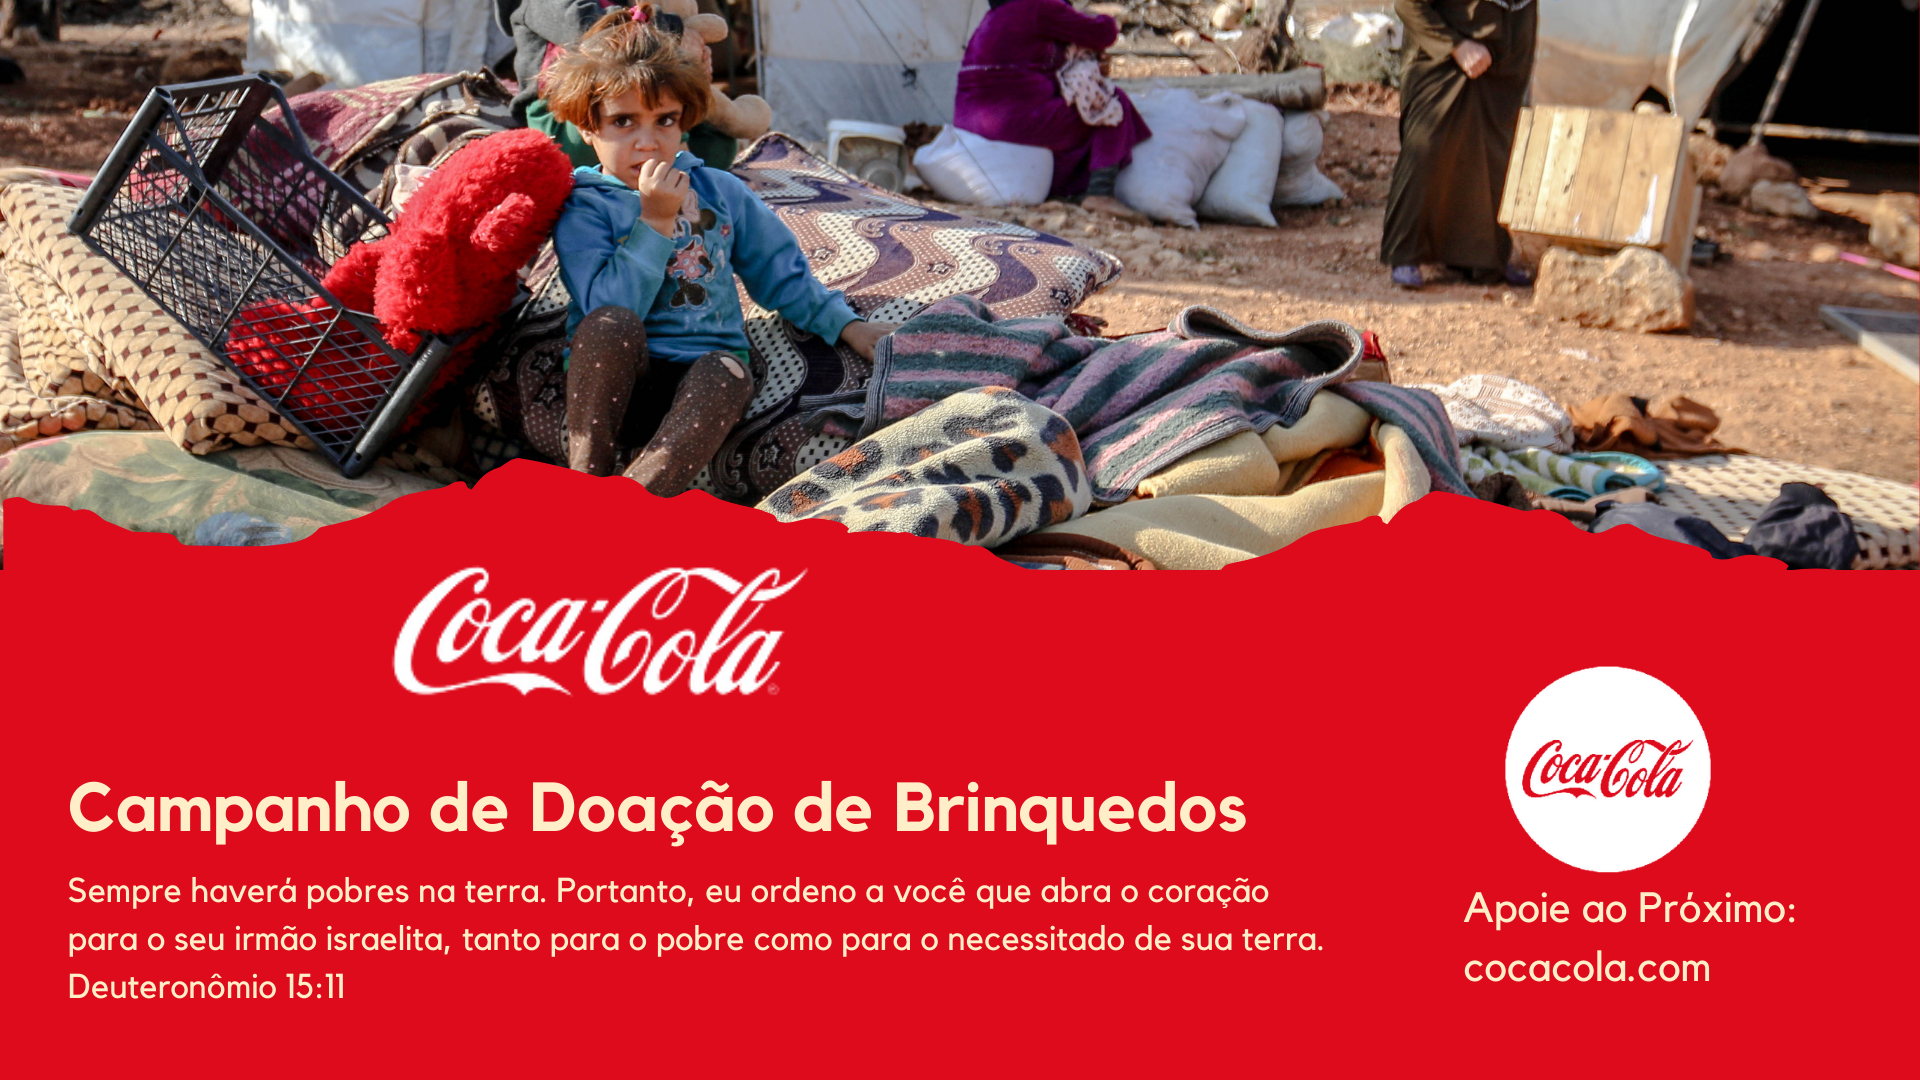 Coca-Cola
Campanho de Doação de Brinquedos
Sempre haverá pobres na terra. Portanto, eu ordeno a você que abra o coração
para o seu irmão israelita, tanto para o pobre como para o necessitado de sua terra.
Deuteronômio 15:11
Coca-Cola
Apoie ao Próximo:
cocacola.com